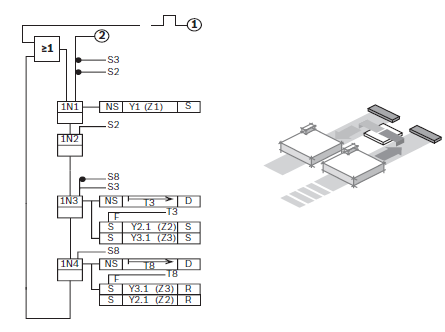 1
≥1
2
S3
S2
1N1 NS Y1 (Z1) S
S2
1N2
S8
S3
1N3 NS T3 D
T3
F
S Y2.1 (Z2) S
S Y3.1 (Z3) S
S8
1N4 NS T8 D
T8
F
S Y3.1 (Z3) R
S Y2.1 (Z2) R